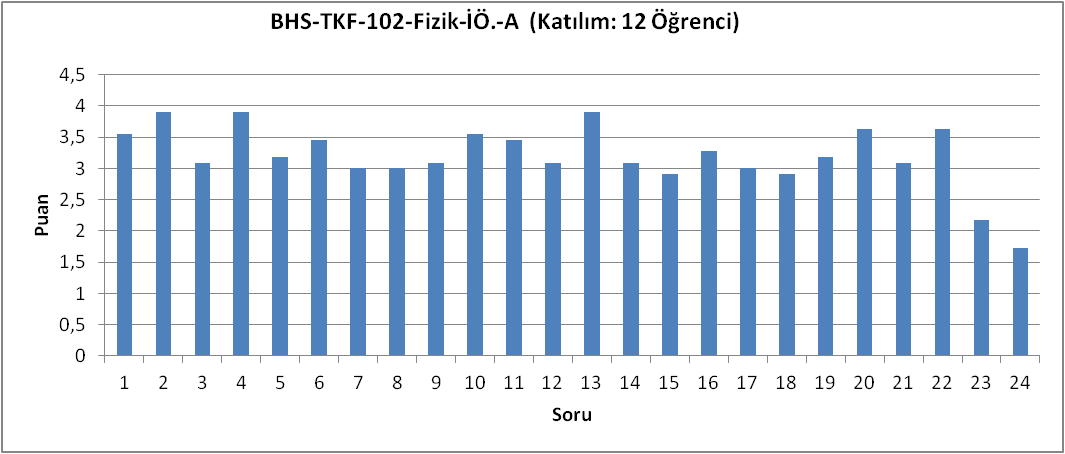 BHS-TKF-102-Fizik-İÖ.-A (Katılım: 12 Öğrenci)
4,5
4
3,5
3
2,5
2
1,5
1
0,5
0
Puan
1 2 3 4 5 6 7 8 9 10 11 12 13 14 15 16 17 18 19 20 21 22 23 24
Soru